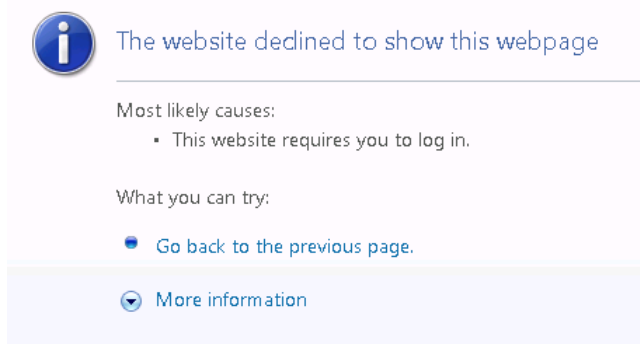 The website declined to show this webpage
Most likely causes:
▪ This website requires you to log in.
What you can try:
Go back to the previous page.
More information